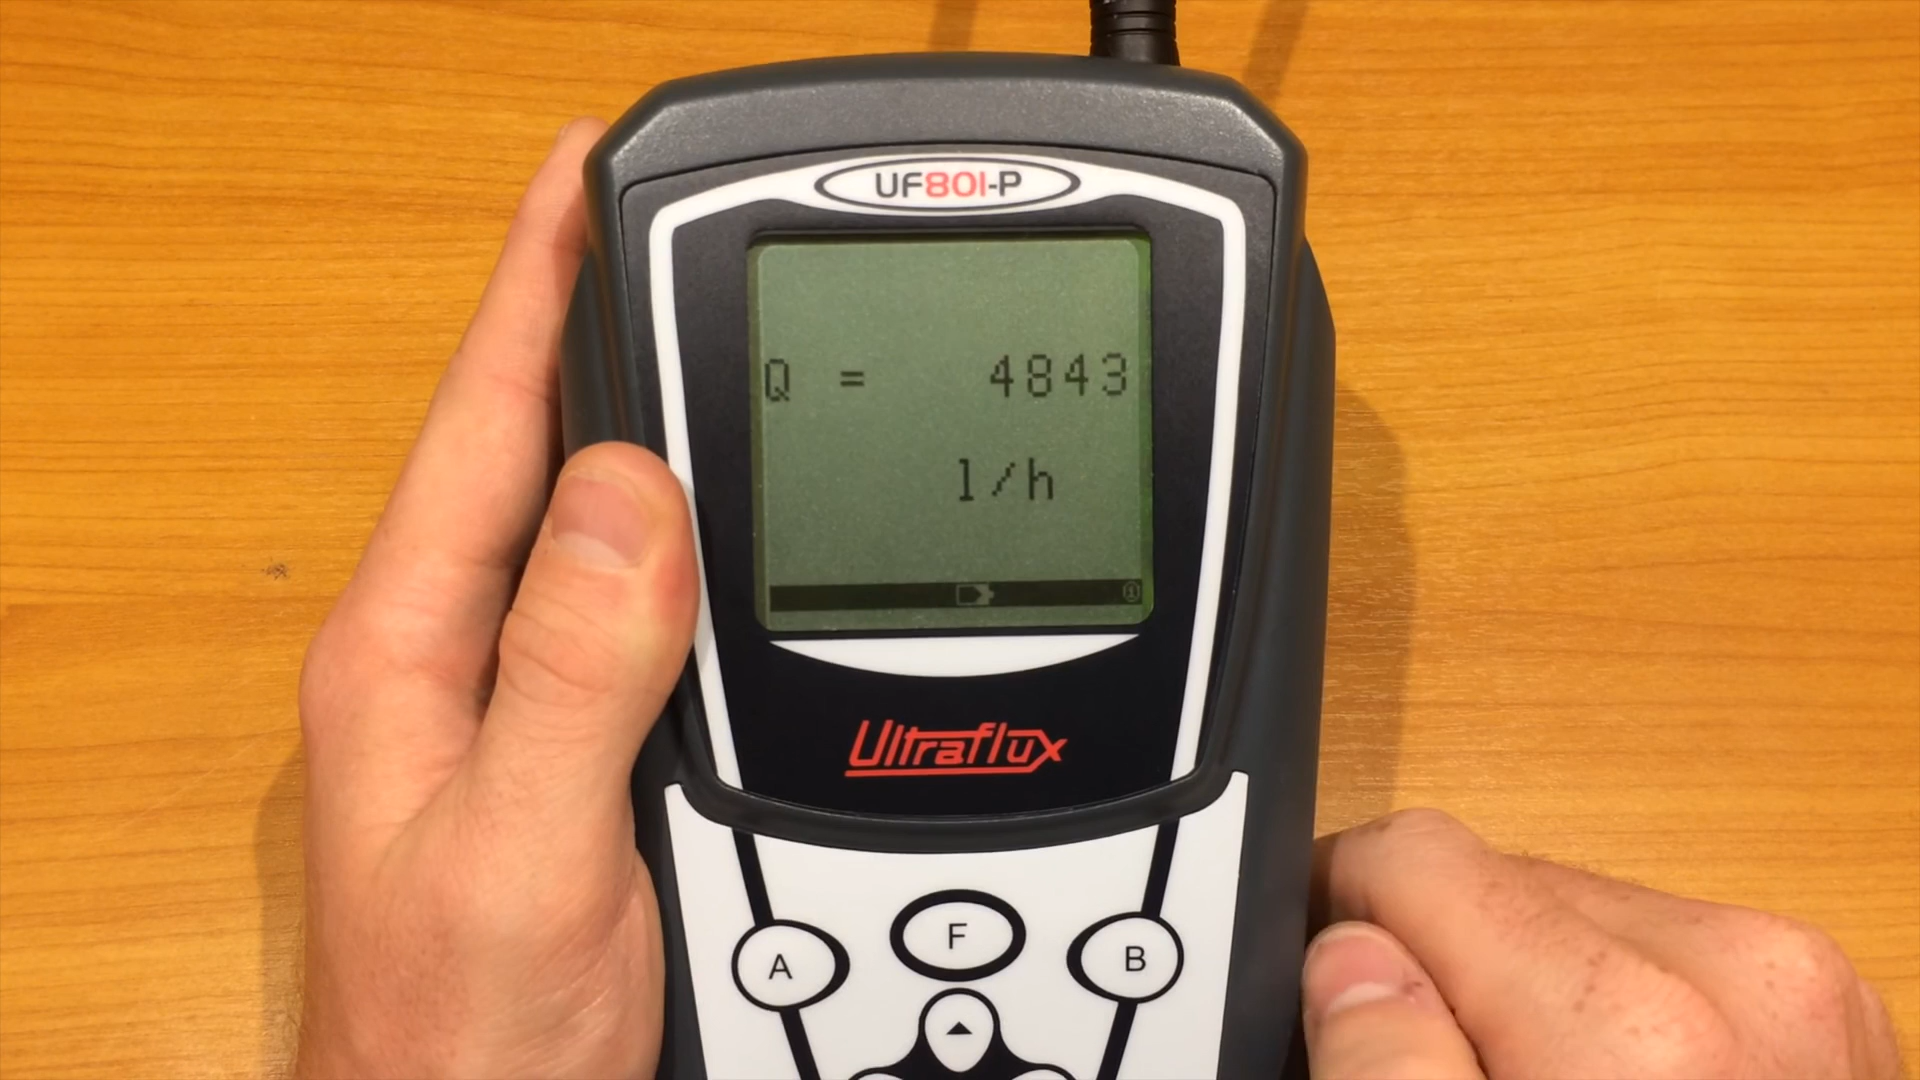 UF801-P
Q = 4843
l/h
Ultraflux
F
A
B